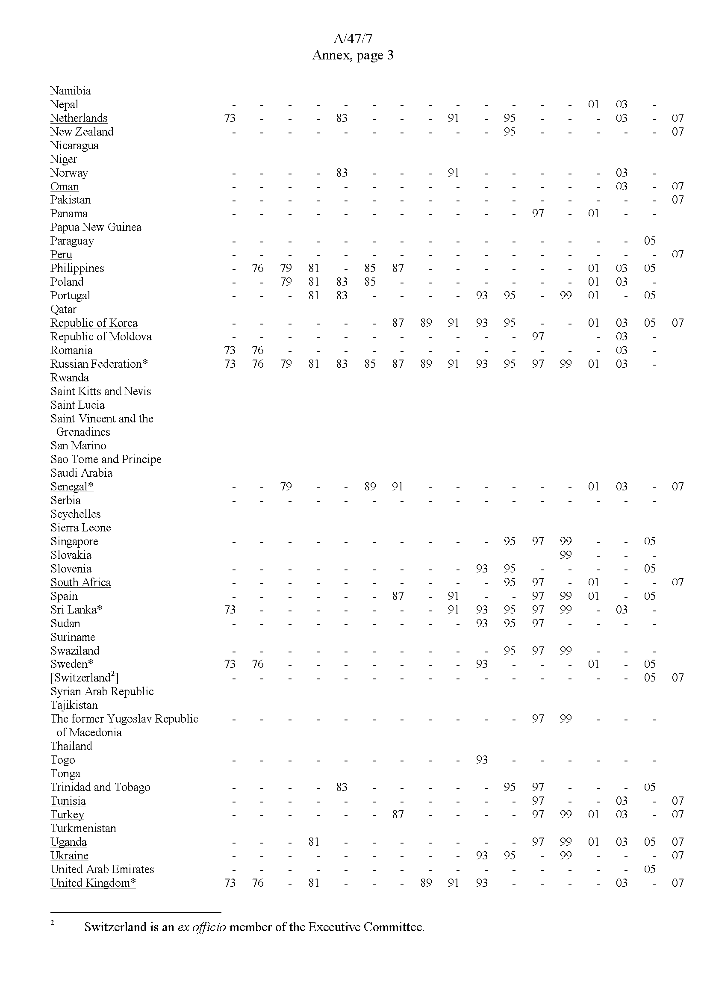 A/47/7
Annex, page 3
Namibia
Nepal - - - - - - - - - - - - - 01 03 -
Netherlands 73 - - - 83 - - - 91 - 95 - - - 03 - 07
New Zealand - - - - - - - - - - 95 - - - - - 07
Nicaragua
Niger
Norway - - - - 83 - - - 91 - - - - - 03 -
Oman - - - - - - - - - - - - - - 03 - 07
Pakistan - - - - - - - - - - - - - - - - 07
Panama - - - - - - - - - - - 97 - 01 - -
Papua New Guinea
Paraguay - - - - - - - - - - - - - - - 05
Peru - - - - - - - - - - - - - - - - 07
Philippines - 76 79 81 - 85 87 - - - - - - 01 03 05
Poland - - 79 81 83 85 - - - - - - - 01 03 -
Portugal - - - 81 83 - - - - 93 95 - 99 01 - 05
Qatar
Republic of Korea - - - - - - 87 89 91 93 95 - - 01 03 05 07
Republic of Moldova - - - - - - - - - - - 97 - 03 -
Romania 73 76 - - - - - - - - - - - - 03 -
Russian Federation* 73 76 79 81 83 85 87 89 91 93 95 97 99 01 03 -
Rwanda
Saint Kitts and Nevis
Saint Lucia
Saint Vincent and the
Grenadines
San Marino
Sao Tome and Principe
Saudi Arabia
Senegal* - - 79 - - 89 91 - - - - - - 01 03 - 07
Serbia - - - - - - - - - - - - - - - -
Seychelles
Sierra Leone
Singapore - - - - - - - - - - 95 97 99 - - 05
Slovakia 99 - - -
Slovenia - - - - - - - - - 93 95 - - - - 05
South Africa - - - - - - - - - - 95 97 - 01 - - 07
Spain - - - - - - 87 - 91 - - 97 99 01 - 05
Sri Lanka* 73 - - - - - - - 91 93 95 97 99 - 03 -
Sudan - - - - - - - - - 93 95 97 - - - -
Suriname
Swaziland - - - - - - - - - - 95 97 99 - - -
Sweden* 73 76 - - - - - - - 93 - - - 01 - 05
[Switzerland2] - - - - - - - - - - - - - - - 05 07
Syrian Arab Republic
Tajikistan
The former Yugoslav Republic - - - - - - - - - - - 97 99 - - -
of Macedonia
Thailand
Togo - - - - - - - - - 93 - - - - - -
Tonga
Trinidad and Tobago - - - - 83 - - - - - 95 97 - - - 05
Tunisia - - - - - - - - - - - 97 - - 03 - 07
Turkey - - - - - - 87 - - - - 97 99 01 03 - 07
Turkmenistan
Uganda - - - 81 - - - - - - - 97 99 01 03 05 07
Ukraine - - - - - - - - - 93 95 - 99 - - - 07
United Arab Emirates - - - - - - - - - - - - - - - 05
United Kingdom* 73 76 - 81 - - - 89 91 93 - - - - 03 - 07
2 Switzerland is an ex officio member of the Executive Committee.